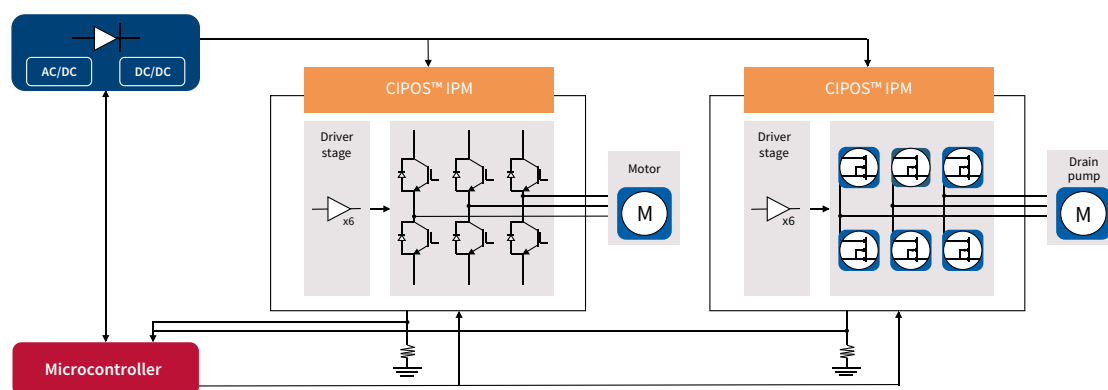 AC/DC
DC/DC
CIPOS™ IPM
CIPOS™ IPM
Driver
stage
x6
Motor
M
Driver
stage
x6
Drain
pump
M
Microcontroller